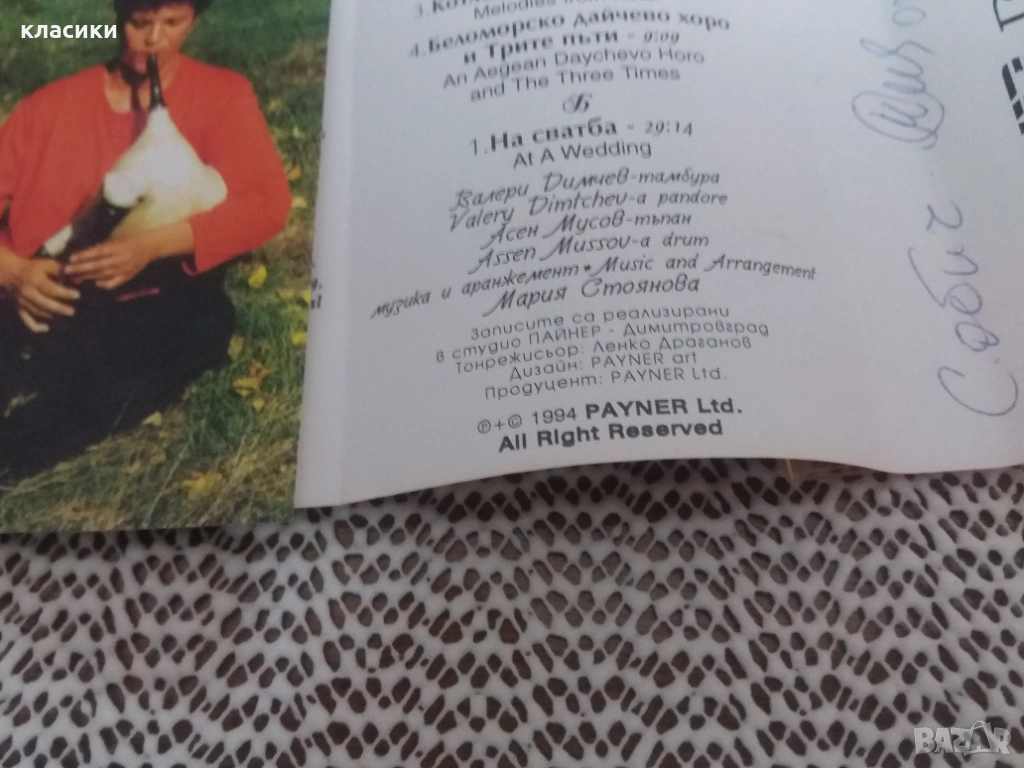 класики
Melodies from
4. Беломорско дайчево хоро
и Трите пъти - 9:09
An Aegean Daychevo Horo
and The Three Times
Б
1. На сватба - 29:14
At A Wedding
Валери Димчев-тамбура
Valery Dimtchev-a pandore
Асен Мусов-тъпан
Assen Mussov-a drum
музика и аранжемент • Music and Arrangement
Мария Стоянова
Записите са реализирани
в студио ПАЙНЕР - Димитровград
Тонрежисьор: Ленко Драганов
Дизайн: PAYNER art
Продуцент: PAYNER Ltd.
℗+© 1994 PAYNER Ltd.
All Right Reserved
BAZAR